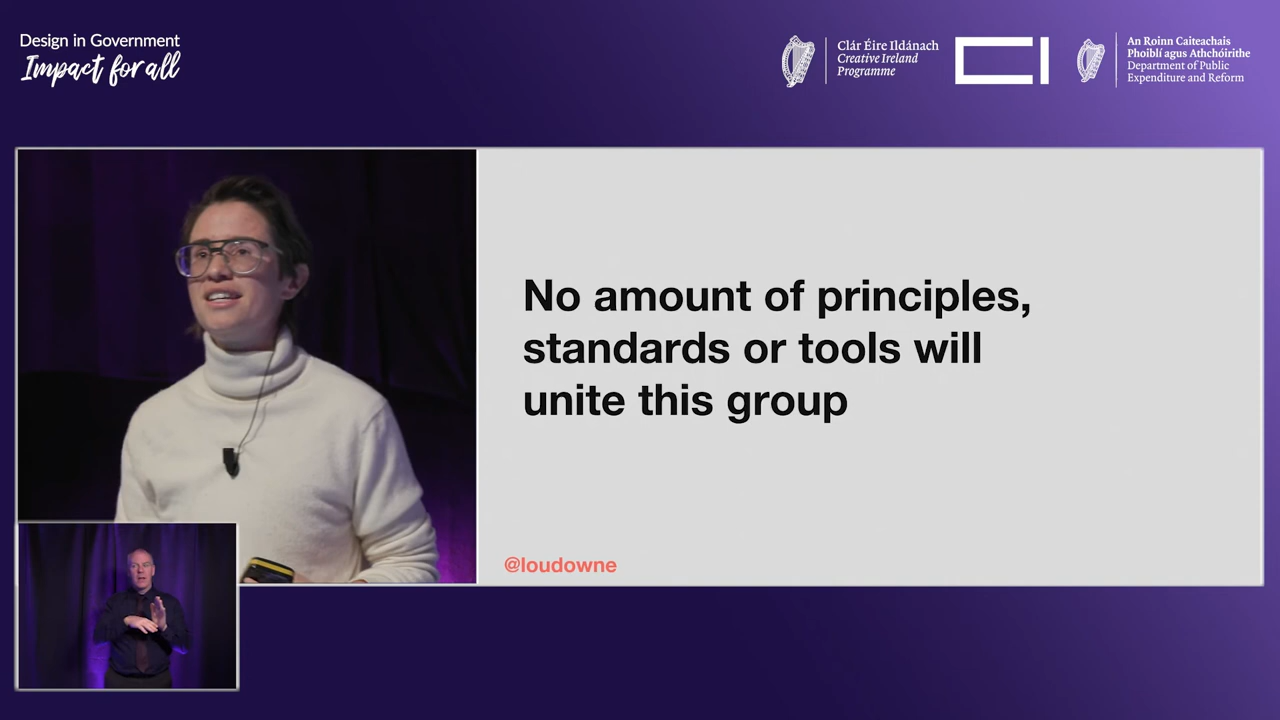 Design in Government
Impact for all
Clár Éire Ildánach
Creative Ireland
Programme
CI
An Roinn Caiteachais
Phoiblí agus Athchóirithe
Department of Public
Expenditure and Reform
No amount of principles,
standards or tools will
unite this group
@loudowne